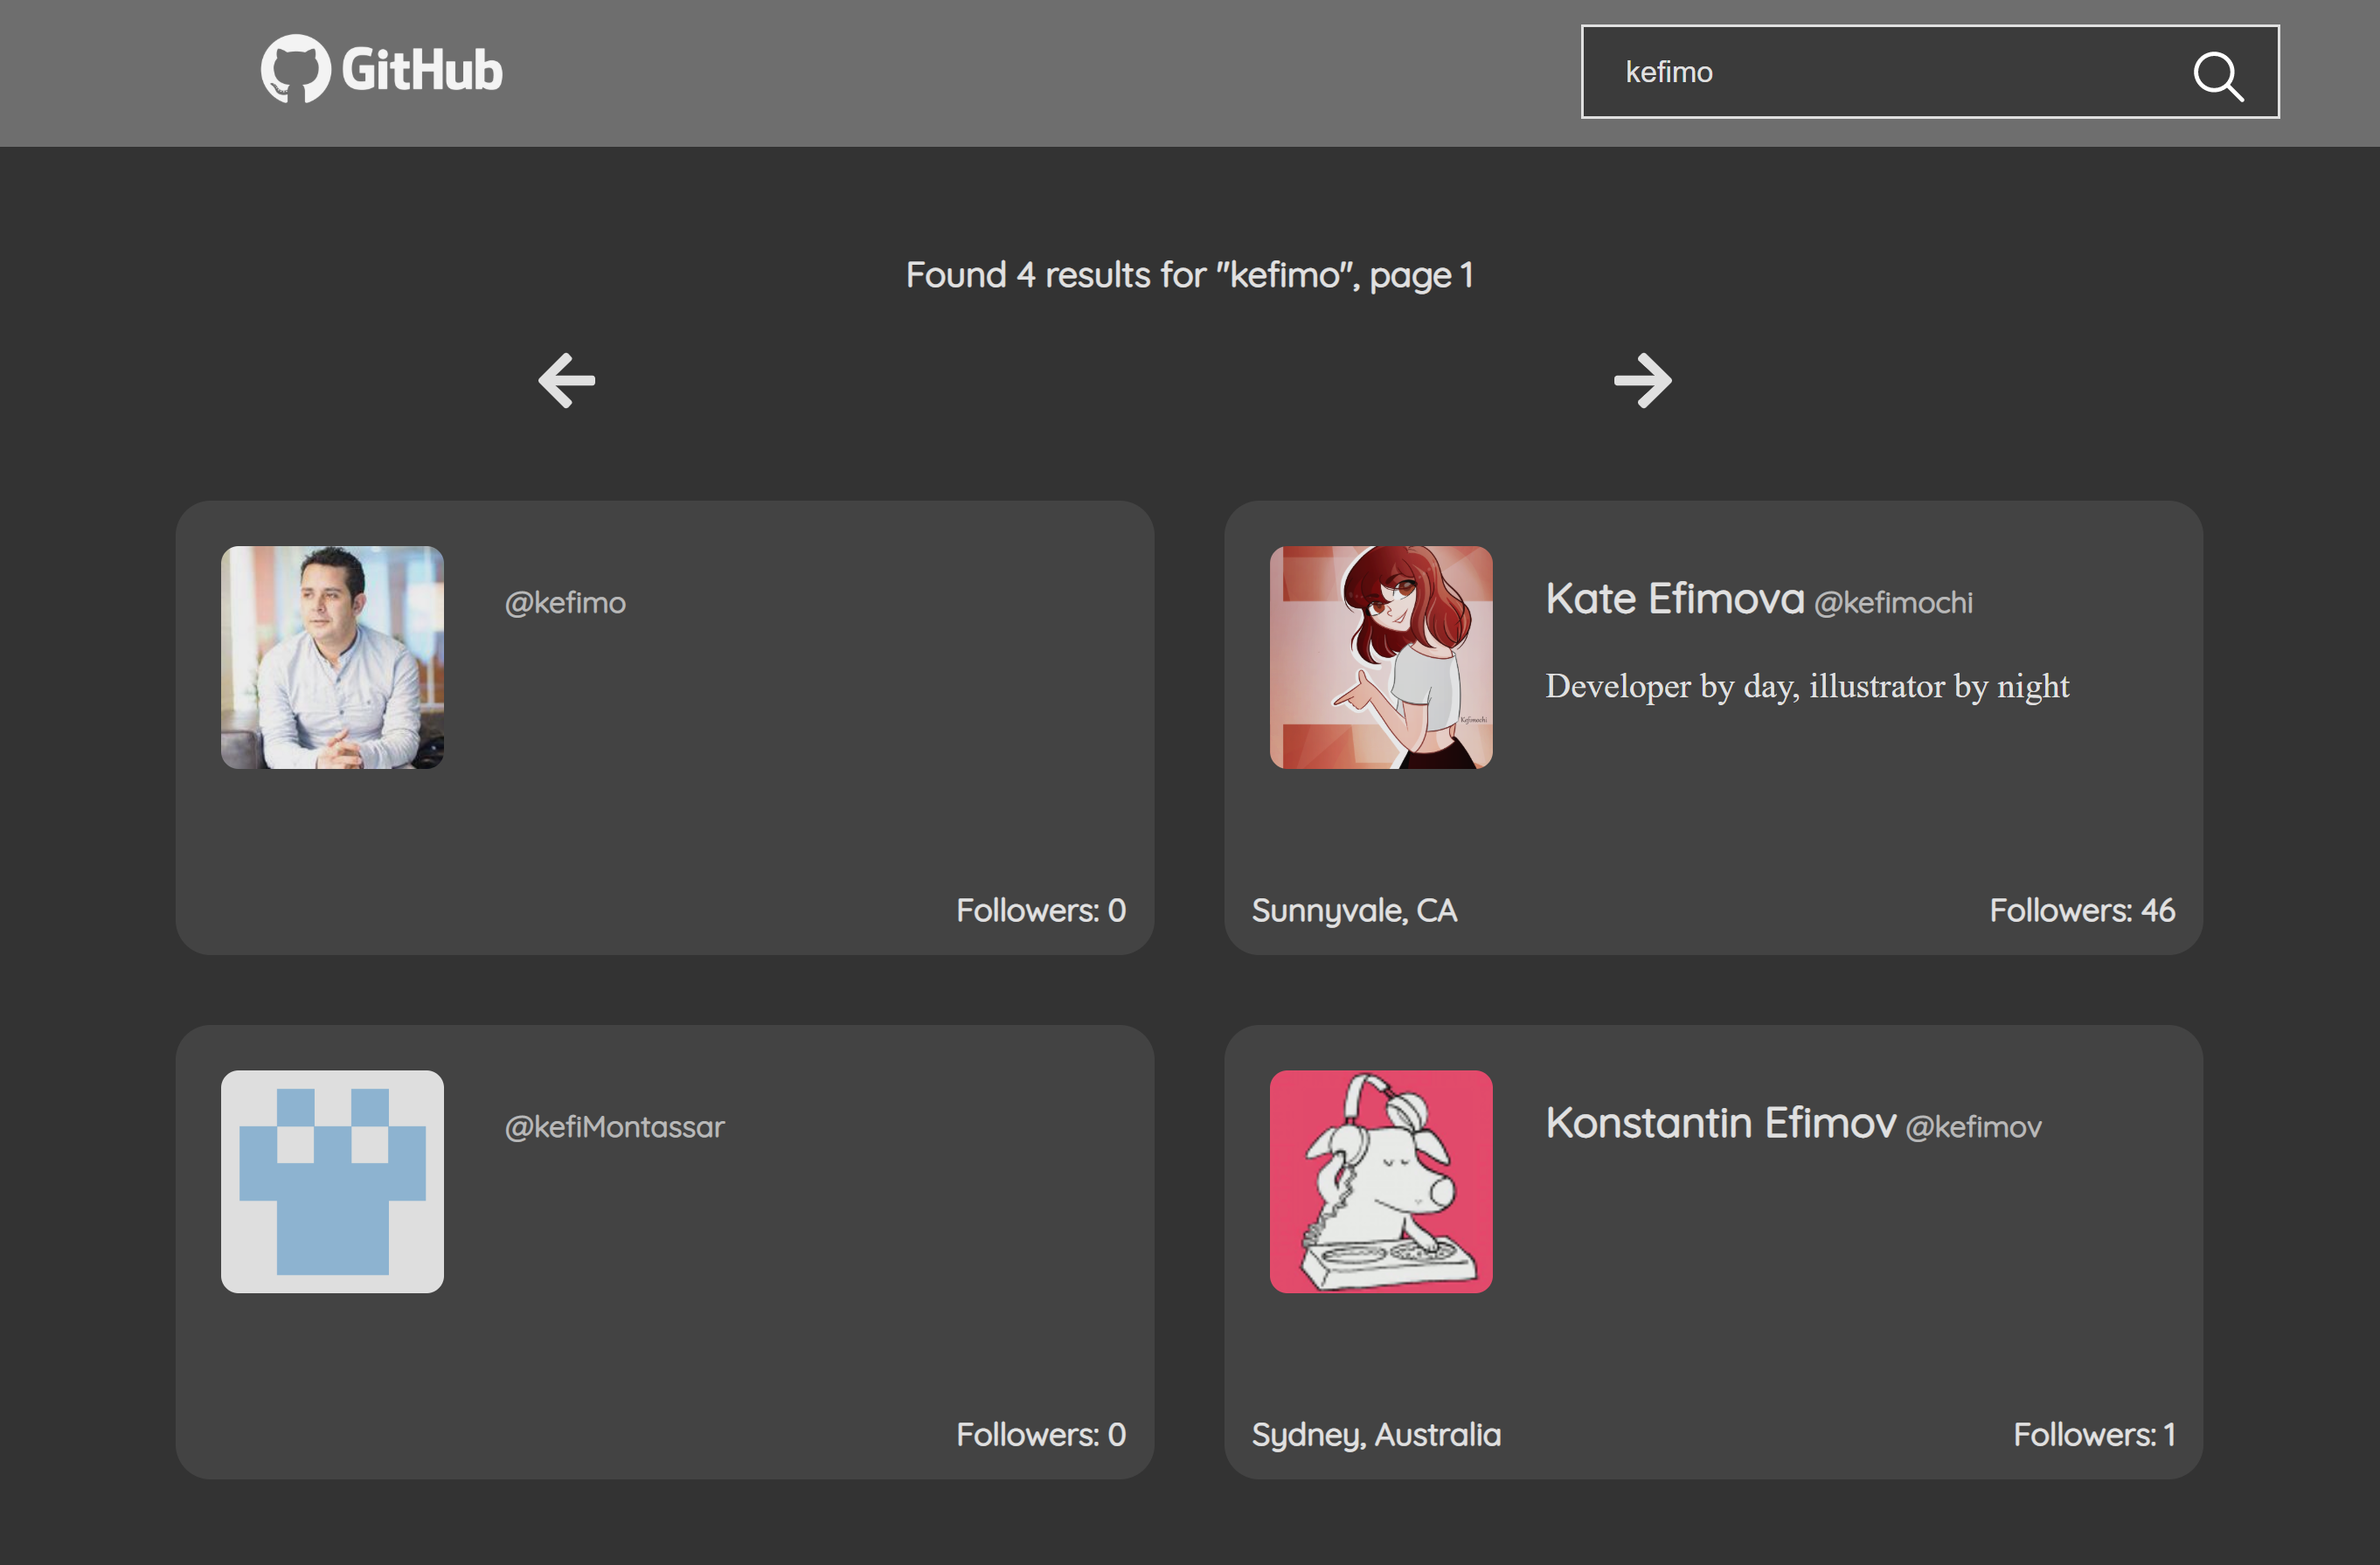 GitHub
kefimo
Found 4 results for "kefimo", page 1
@kefimo
Followers: 0
Kate Efimova @kefimochi
Developer by day, illustrator by night
Kefimochi
Sunnyvale, CA
Followers: 46
@kefiMontassar
Followers: 0
Konstantin Efimov @kefimov
Sydney, Australia
Followers: 1